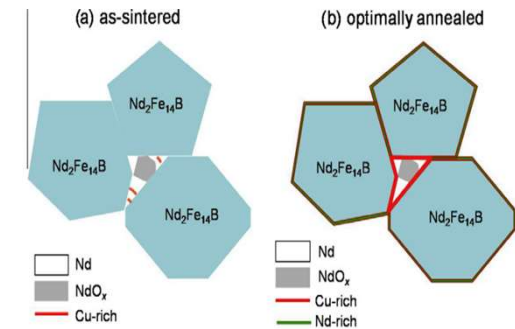 (a) as-sintered
Nd₂Fe₁₄B
Nd₂Fe₁₄B
Nd₂Fe₁₄B
Nd
NdOₓ
Cu-rich
(b) optimally annealed
Nd₂Fe₁₄B
Nd₂Fe₁₄B
Nd₂Fe₁₄B
Nd
NdOₓ
Cu-rich
Nd-rich